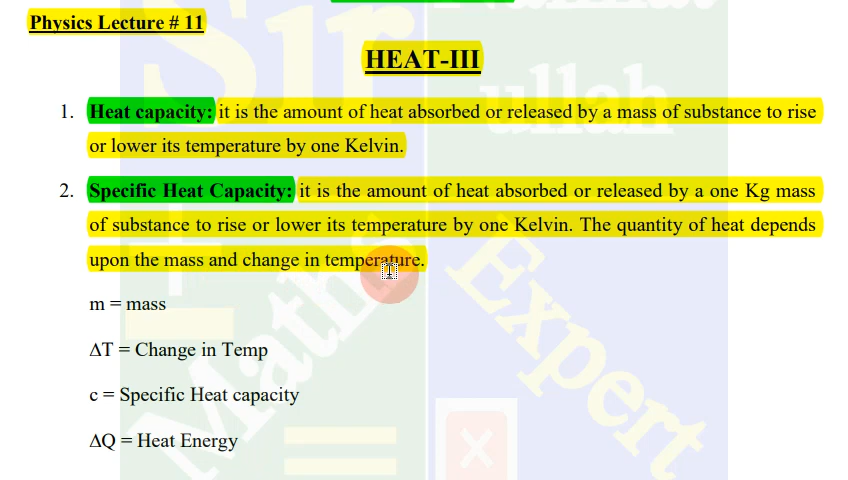 Physics Lecture # 11
HEAT-III
1. Heat capacity: it is the amount of heat absorbed or released by a mass of substance to rise
or lower its temperature by one Kelvin.
2. Specific Heat Capacity: it is the amount of heat absorbed or released by a one Kg mass
of substance to rise or lower its temperature by one Kelvin. The quantity of heat depends
upon the mass and change in temperature.
m = mass
ΔT = Change in Temp
c = Specific Heat capacity
ΔQ = Heat Energy
Sir
ullah
Maths
Expert